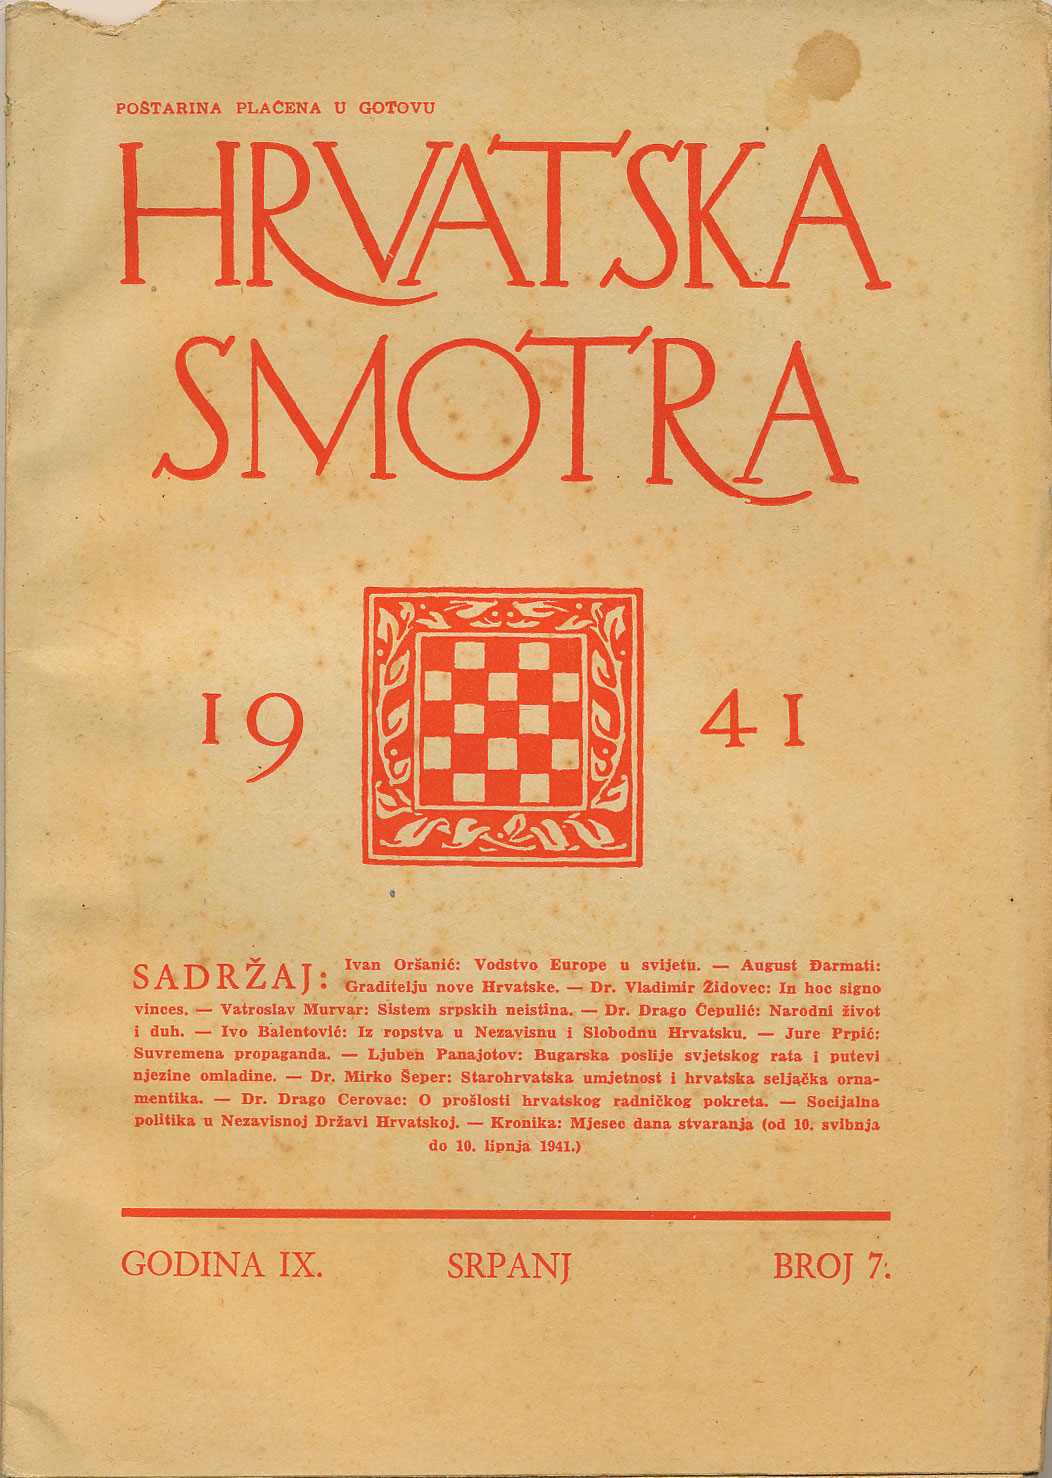 POŠTARINA PLAĆENA U GOTOVU
HRVATSKA
SMOTRA
19 41
SADRŽAJ: Ivan Oršanić: Vodstvo Europe u svijetu. — August Đarmati:
Graditelju nove Hrvatske. — Dr. Vladimir Židovec: In hoc signo
vinces. — Vatroslav Murvar: Sistem srpskih neistina. — Dr. Drago Ćepulić: Narodni život
i duh. — Ivo Balentović: Iz ropstva u Nezavisnu i Slobodnu Hrvatsku. — Jure Prpić:
Suvremena propaganda. — Ljuben Panajotov: Bugarska poslije svjetskog rata i putevi
njezine omladine. — Dr. Mirko Šeper: Starohrvatska umjetnost i hrvatska seljačka orna-
mentika. — Dr. Drago Cerovac: O prošlosti hrvatskog radničkog pokreta. — Socijalna
politika u Nezavisnoj Državi Hrvatskoj. — Kronika: Mjesec dana stvaranja (od 10. svibnja
do 10. lipnja 1941.)
GODINA IX. SRPANJ BROJ 7.